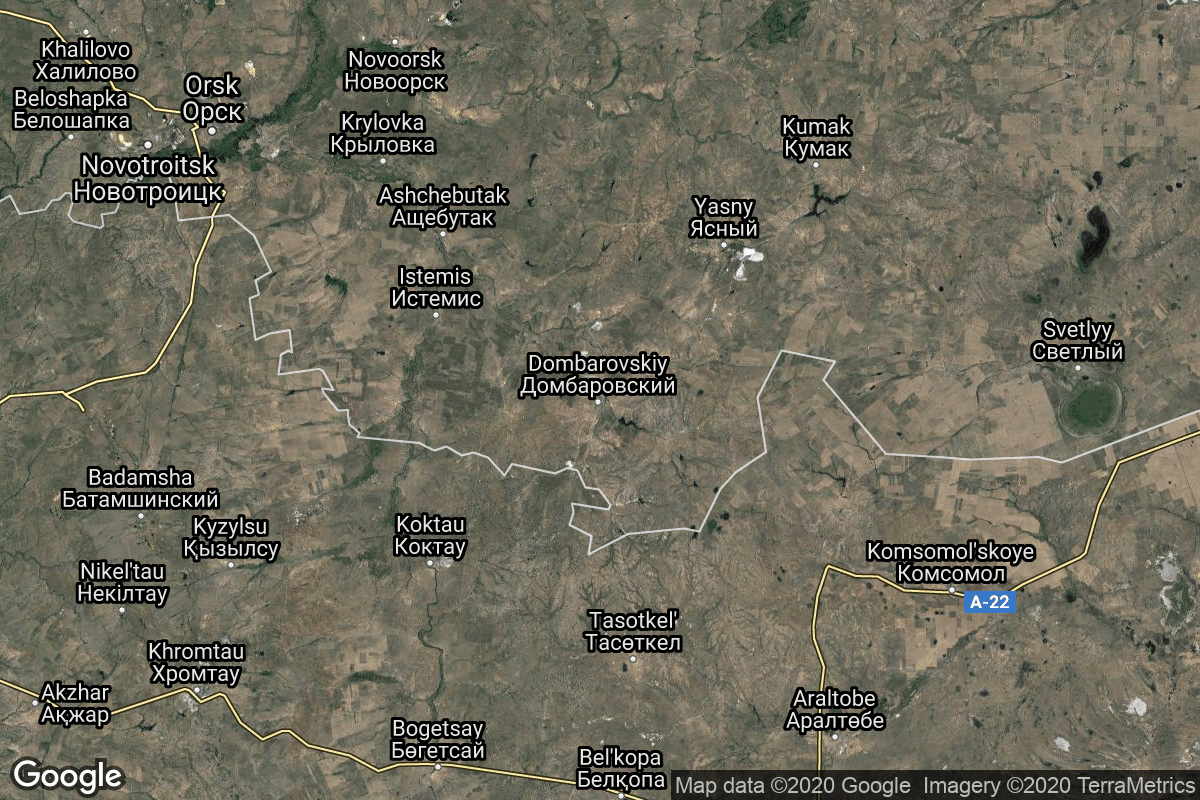 Khalilovo
Халилово
Novoorsk
Новоорск
Orsk
Орск
Beloshapka
Белошапка
Krylovka
Крыловка
Kumak
Кумак
Novotroitsk
Новотроицк
Ashchebutak
Ащебутак
Yasny
Ясный
Istemis
Истемис
Svetlyy
Светлый
Dombarovskiy
Домбаровский
Badamsha
Батамшинский
Kyzylsu
Қызылсу
Koktau
Коктау
Komsomol'skoye
Комсомол
A-22
Nikel'tau
Некілтау
Tasotkel'
Тасөткел
Khromtau
Хромтау
Akzhar
Ақжар
Araltobe
Аралтөбе
Bogetsay
Бөгетсай
Bel'kopa
Белқопа
Google
Map data ©2020 Google Imagery ©2020 TerraMetrics